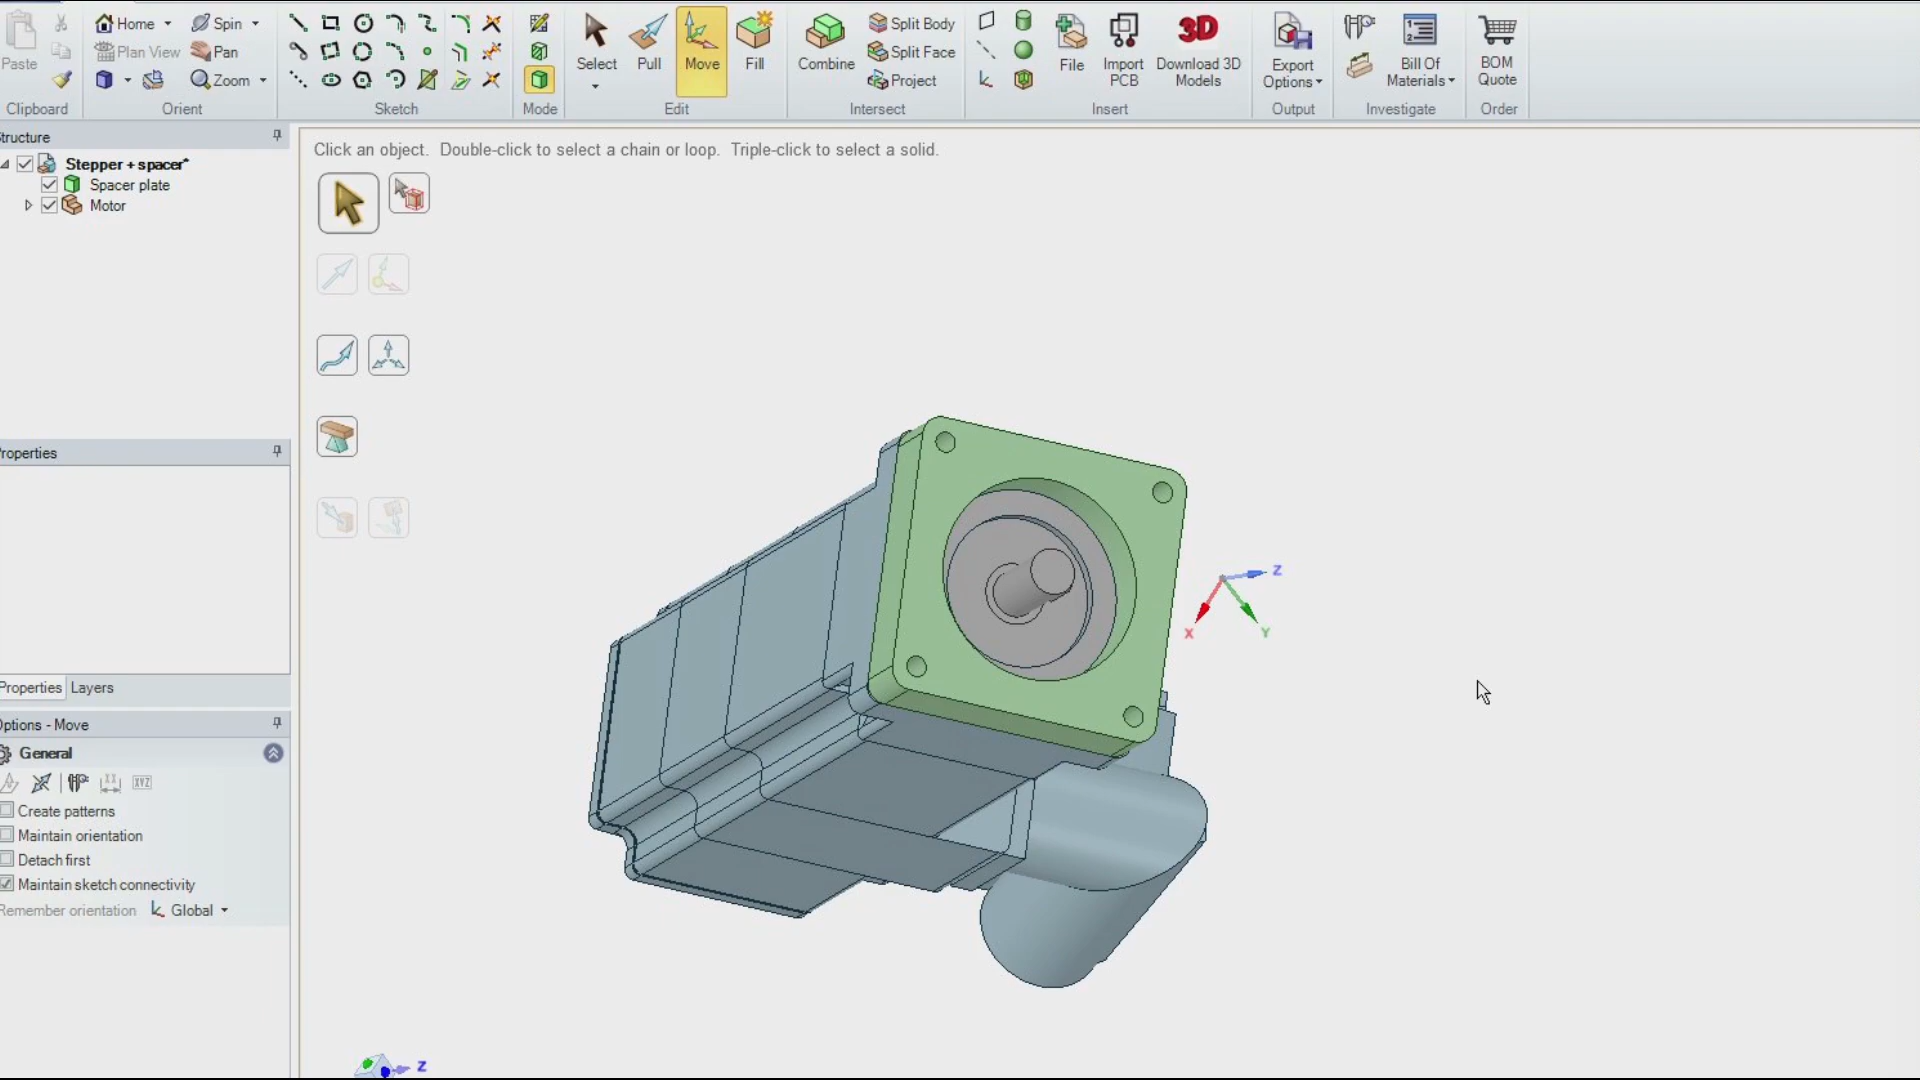 Paste
Clipboard
Home
Plan View
Spin
Pan
Zoom
Orient
Sketch
Mode
Select
Pull
Move
Fill
Edit
Combine
Split Body
Split Face
Project
Intersect
File
Import
PCB
3D
Download 3D
Models
Insert
Export
Options
Output
Bill Of
Materials
Investigate
BOM
Quote
Order
tructure
Stepper + spacer*
Spacer plate
Motor
Click an object. Double-click to select a chain or loop. Triple-click to select a solid.
roperties
Properties
Layers
Options - Move
General
XYZ
Create patterns
Maintain orientation
Detach first
Maintain sketch connectivity
Remember orientation
Global
Z
X
Y
Z